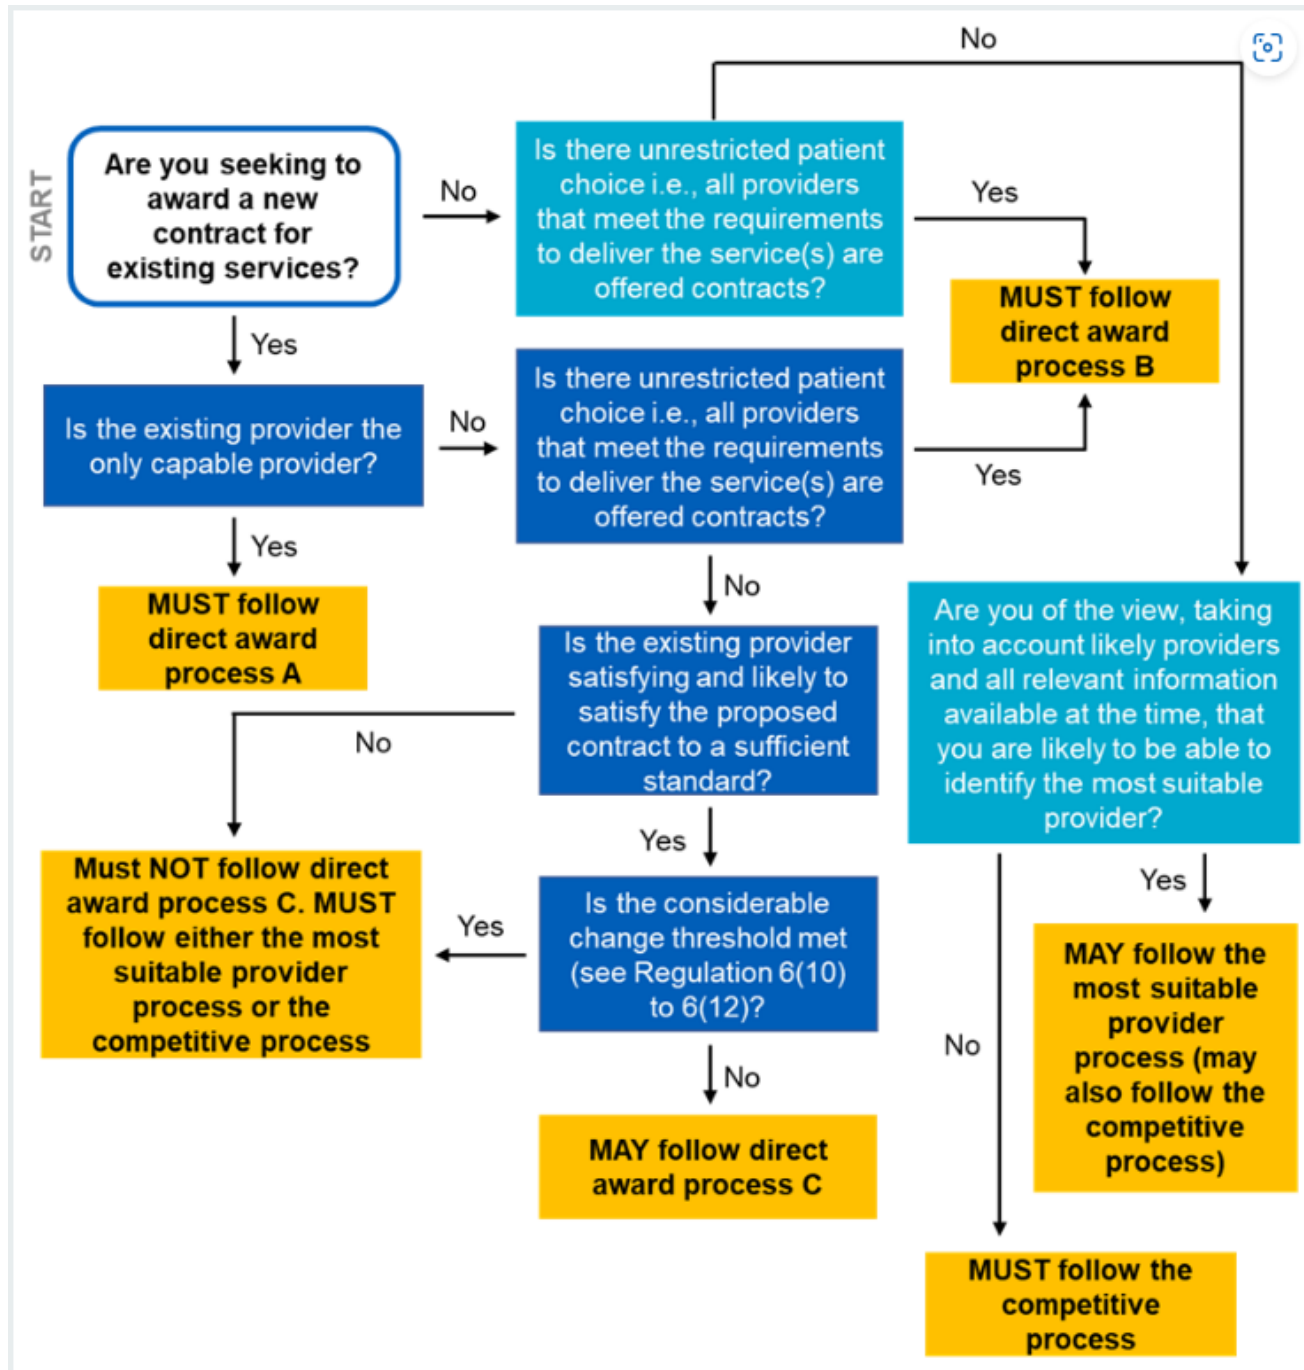 No
START
Are you seeking to
award a new
contract for
existing services?
No
Is there unrestricted patient
choice i.e., all providers
that meet the requirements
to deliver the service(s) are
offered contracts?
Yes
MUST follow
direct award
process B
Yes
Is the existing provider the
only capable provider?
No
Is there unrestricted patient
choice i.e., all providers
that meet the requirements
to deliver the service(s) are
offered contracts?
Yes
Yes
MUST follow
direct award
process A
No
Is the existing provider
satisfying and likely to
satisfy the proposed
contract to a sufficient
standard?
Are you of the view, taking
into account likely providers
and all relevant information
available at the time, that
you are likely to be able to
identify the most suitable
provider?
No
Yes
Must NOT follow direct
award process C. MUST
follow either the most
suitable provider
process or the
competitive process
Yes
Is the considerable
change threshold met
(see Regulation 6(10)
to 6(12)?
Yes
MAY follow the
most suitable
provider
process (may
also follow the
competitive
process)
No
No
MAY follow direct
award process C
MUST follow the
competitive
process